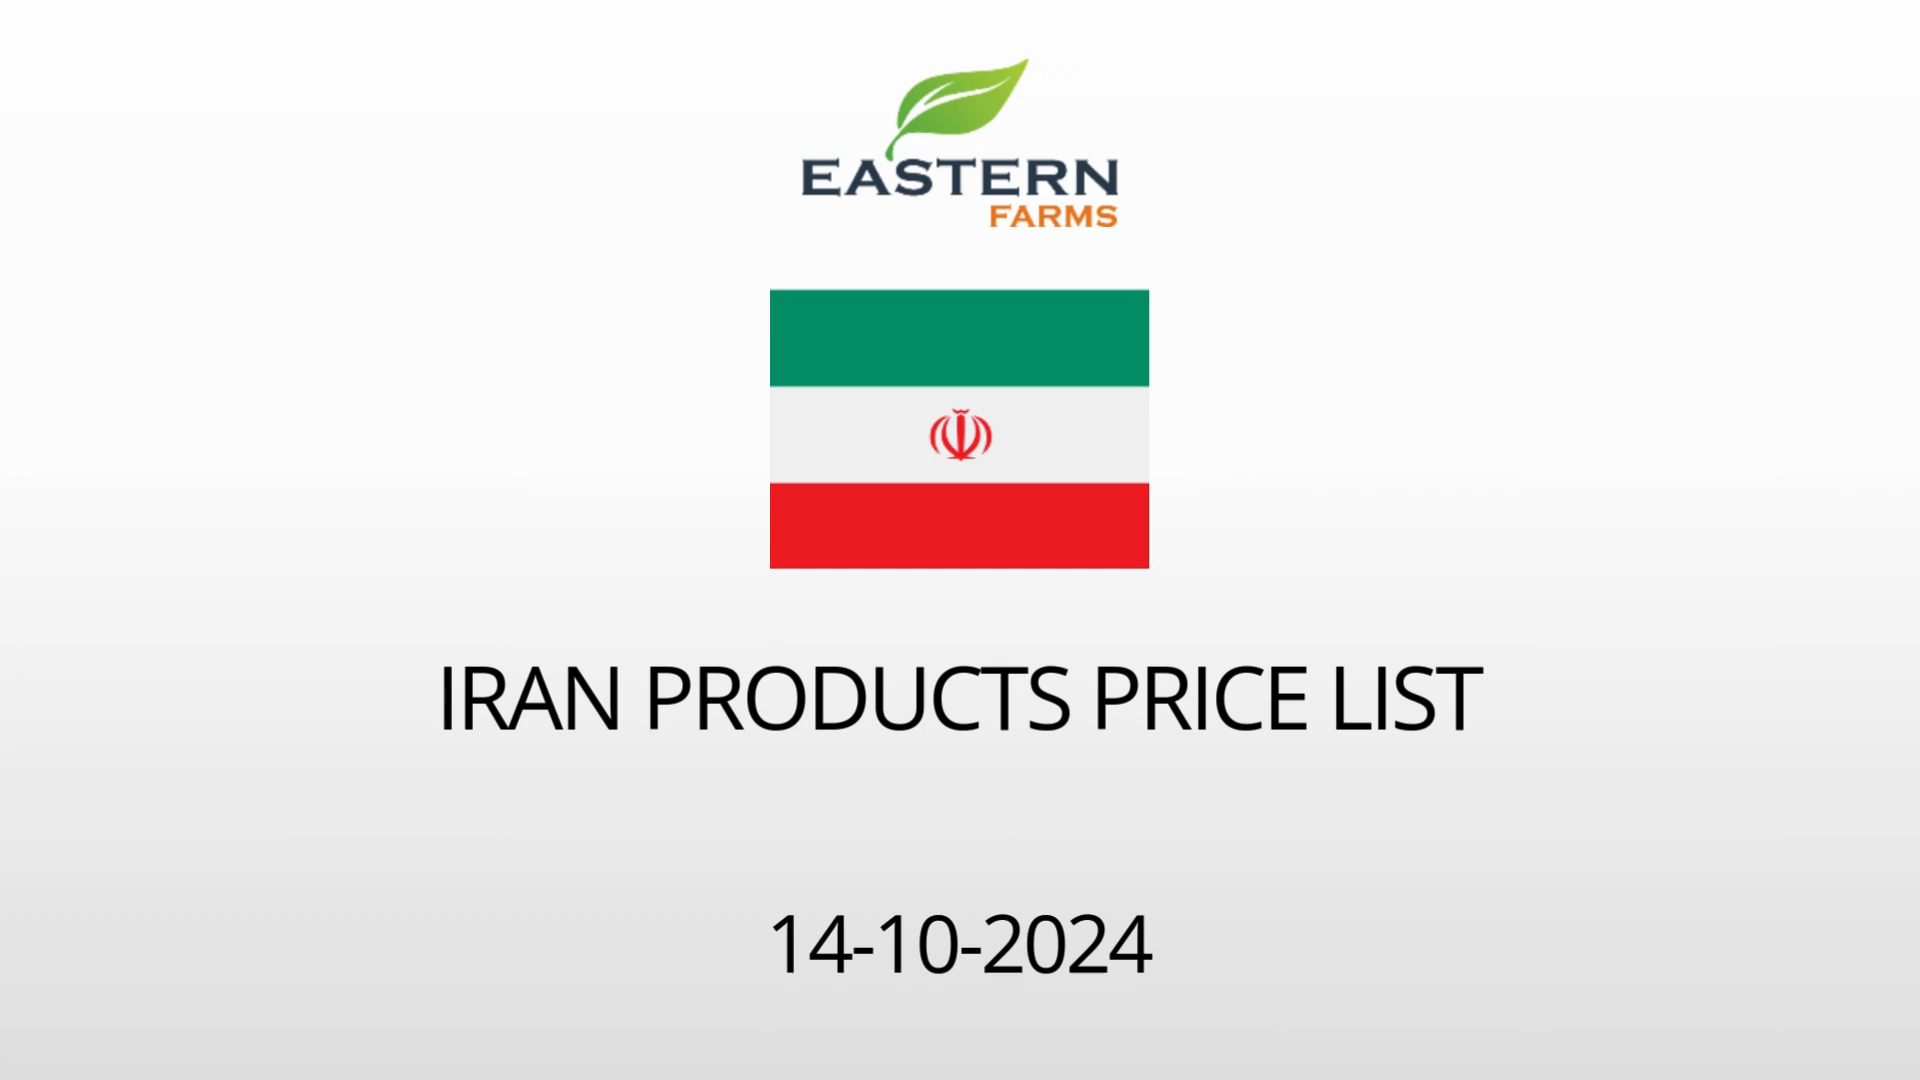 EASTERN
FARMS
IRAN PRODUCTS PRICE LIST
14-10-2024